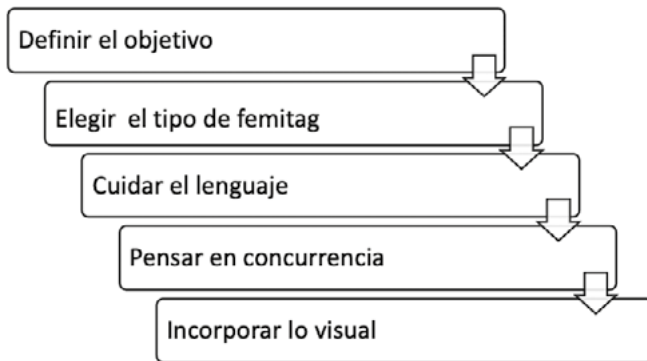 Definir el objetivo
Elegir el tipo de femitag
Cuidar el lenguaje
Pensar en concurrencia
Incorporar lo visual